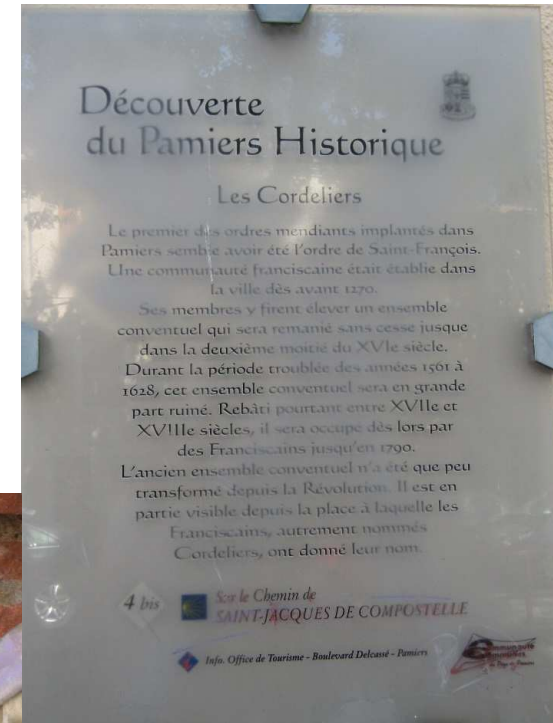 Découverte
du Pamiers Historique
Les Cordeliers
Le premier des ordres mendiants implantés dans
Pamiers semble avoir été l'ordre de Saint-François.
Une communauté franciscaine était établie dans
la ville dès avant 1270.
Ses membres y firent élever un ensemble
conventuel qui sera remanié sans cesse jusque
dans la deuxième moitié du XVIe siècle.
Durant la période troublée des années 1561 à
1628, cet ensemble conventuel sera en grande
part ruiné. Rebâti pourtant entre XVIIe et
XVIIIe siècles, il sera occupé dès lors par
des Franciscains jusqu'en 1790.
L'ancien ensemble conventuel n'a été que peu
transformé depuis la Révolution. Il est en
partie visible depuis la place à laquelle les
Franciscains, autrement nommés
Cordeliers, ont donné leur nom.
4 bis
Sur le Chemin de
SAINT-JACQUES DE COMPOSTELLE
Info. Office de Tourisme - Boulevard Delcassé - Pamiers